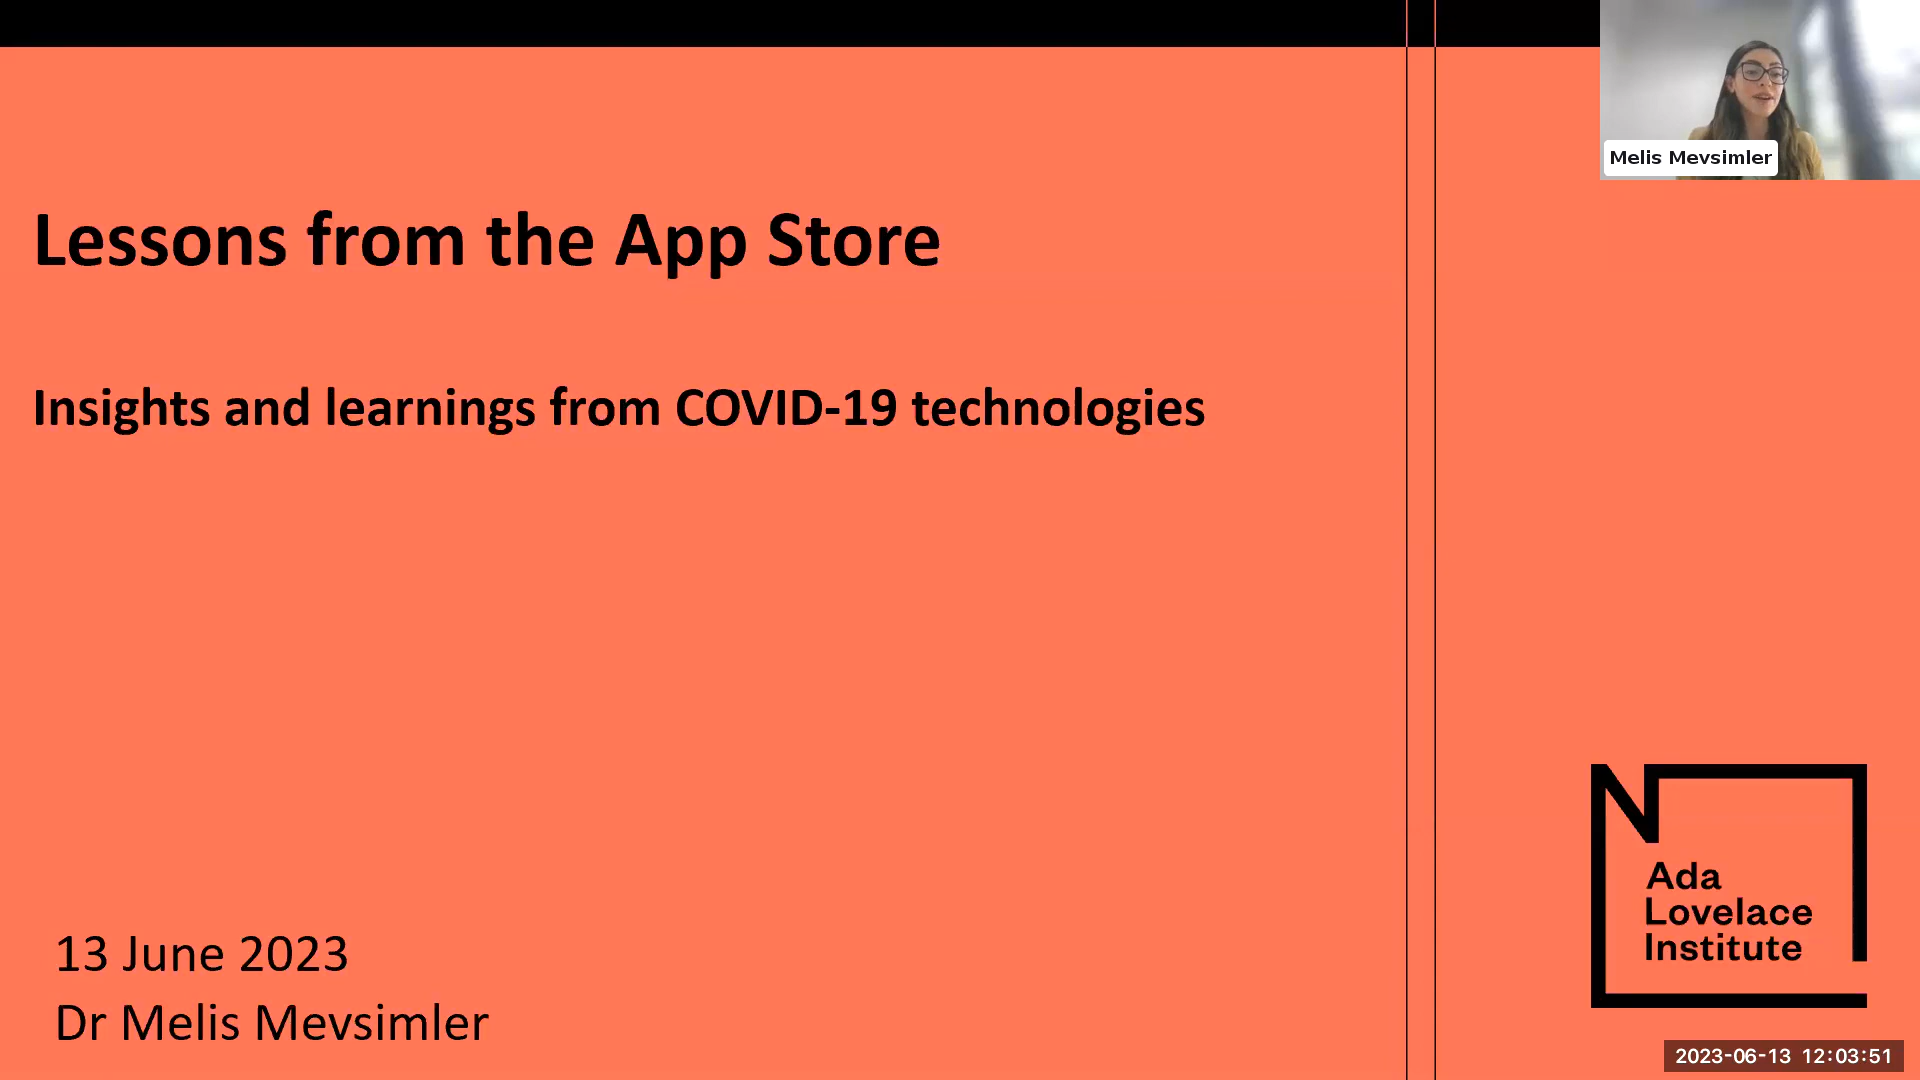 Melis Mevsimler
Lessons from the App Store
Insights and learnings from COVID-19 technologies
Ada
Lovelace
Institute
13 June 2023
Dr Melis Mevsimler
2023-06-13 12:03:51